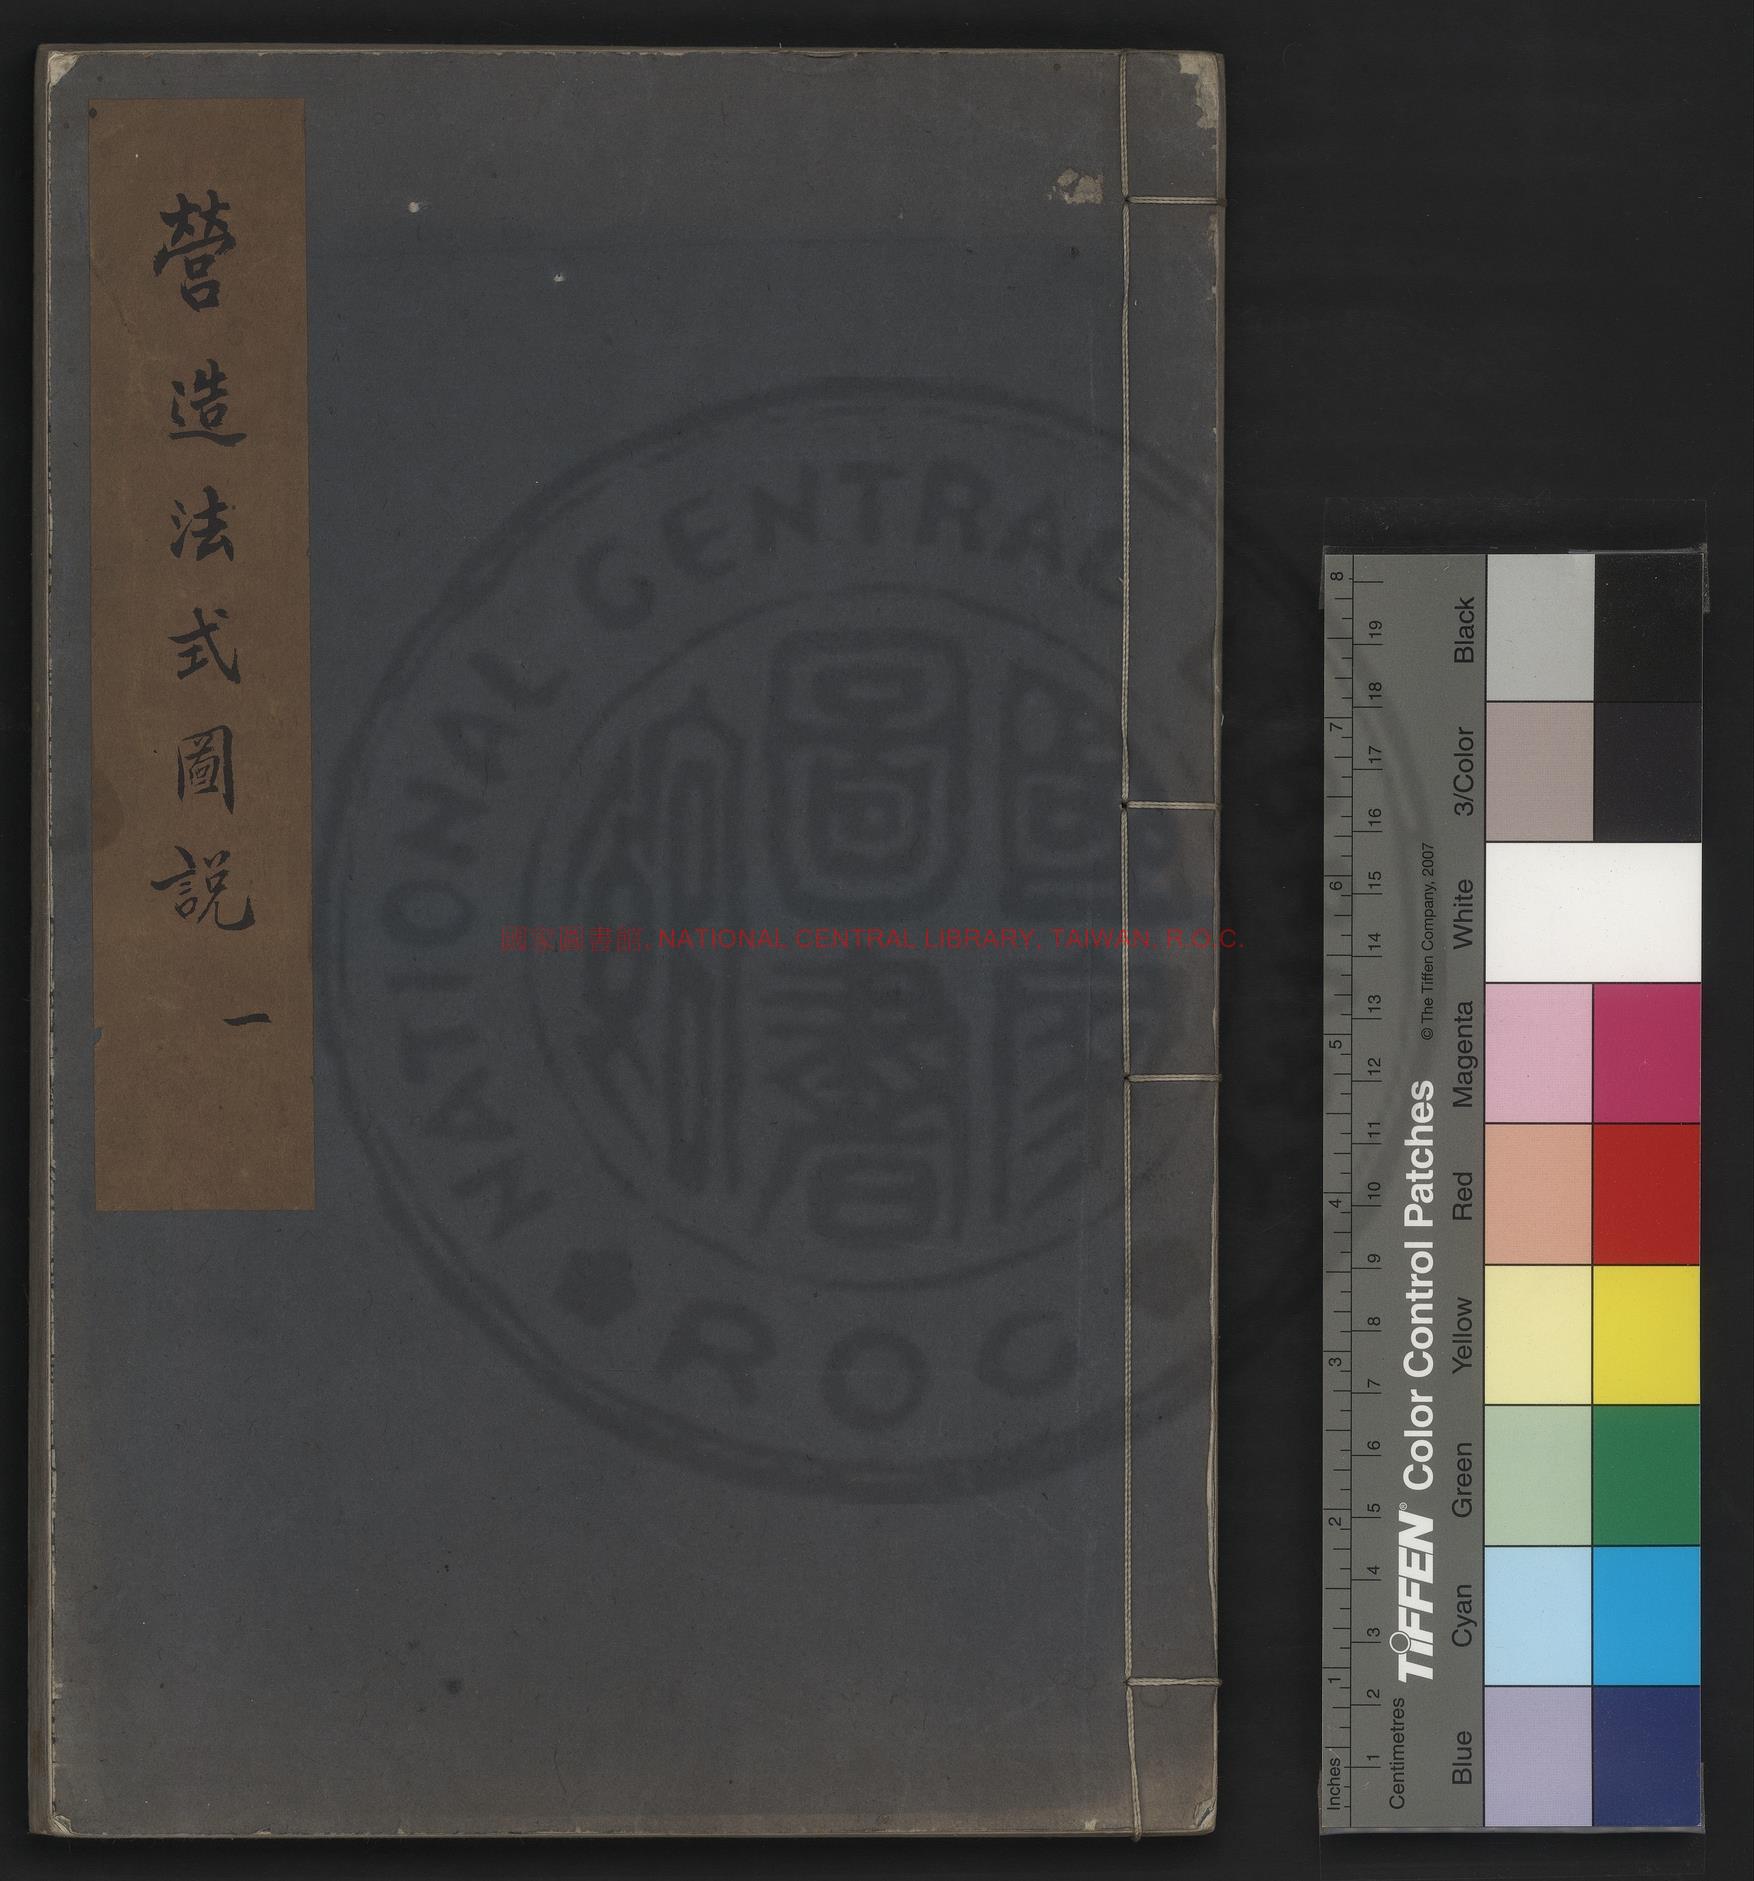 營造法式圖說
一
國家圖書館, NATIONAL CENTRAL LIBRARY, TAIWAN, R.O.C.
NATIONAL CENTRAL
R O C
Inches 1 2 3 4 5 6 7 8
Centimetres 1 2 3 4 5 6 7 8 9 10 11 12 13 14 15 16 17 18 19
TIFFEN® Color Control Patches
© The Tiffen Company, 2007
Blue Cyan Green Yellow Red Magenta White 3/Color Black